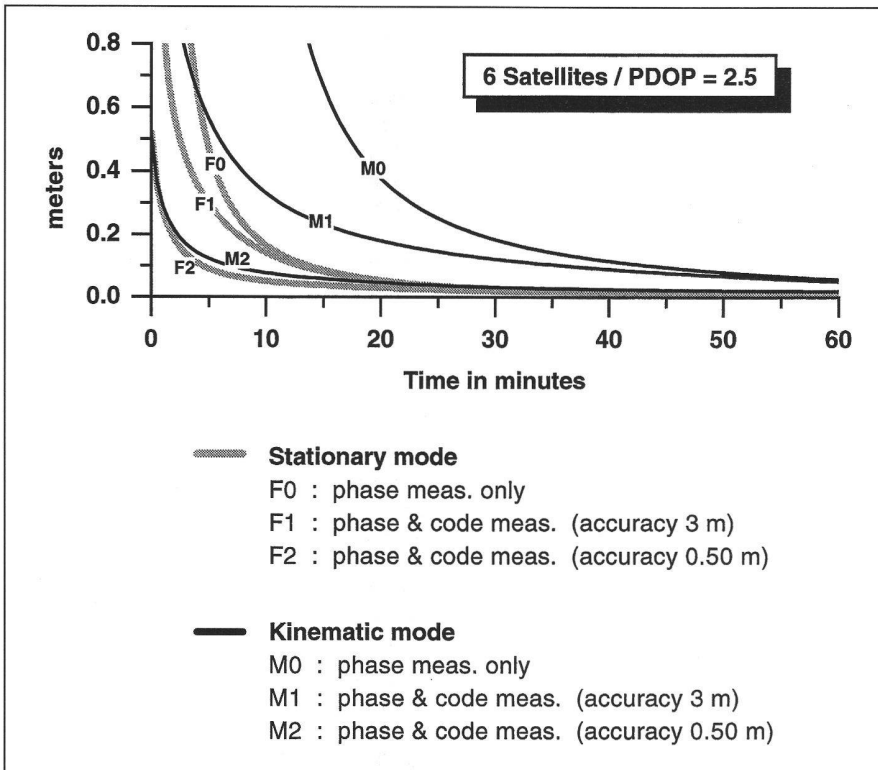 6 Satellites / PDOP = 2.5
meters
0.8
0.6
0.4
0.2
0.0
F0
F1
F2
M0
M1
M2
0 10 20 30 40 50 60
Time in minutes
Stationary mode
F0 : phase meas. only
F1 : phase & code meas. (accuracy 3 m)
F2 : phase & code meas. (accuracy 0.50 m)
Kinematic mode
M0 : phase meas. only
M1 : phase & code meas. (accuracy 3 m)
M2 : phase & code meas. (accuracy 0.50 m)